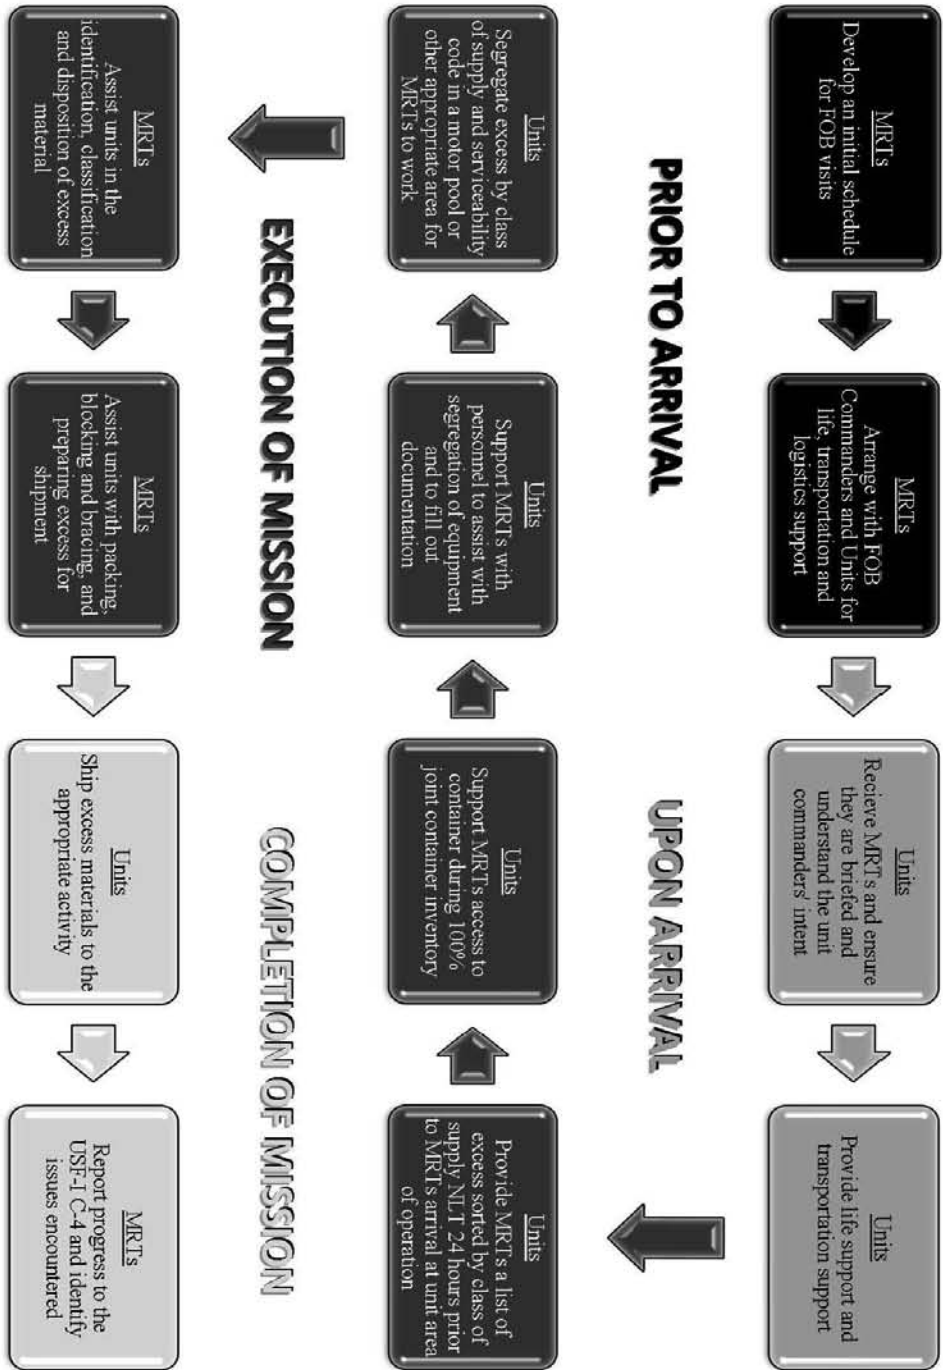 PRIOR TO ARRIVAL
MRTs
Develop an initial schedule
for FOB visits
MRTs
Arrange with FOB
Commanders and Units for
life, transportation and
logistics support
UPON ARRIVAL
Units
Recieve MRTs and ensure
they are briefed and
understand the unit
commanders' intent
Units
Provide life support and
transportation support
Units
Provide MRTs a list of
excess sorted by class of
supply NLT 24 hours prior
to MRTs arrival at unit area
of operation
Units
Support MRTs access to
container during 100%
joint container inventory
Units
Support MRTs with
personnel to assist with
segregation of equipment
and to fill out
documentation
Units
Segregate excess by class
of supply and serviceability
code in a motor pool or
other appropriate area for
MRTs to work
EXECUTION OF MISSION
MRTs
Assist units in the
identification, classification
and disposition of excess
material
MRTs
Assist units with packing,
blocking and bracing, and
preparing excess for
shipment
COMPLETION OF MISSION
Units
Ship excess materials to the
appropriate activity
MRTs
Report progress to the
USF-I C-4 and identify
issues encountered